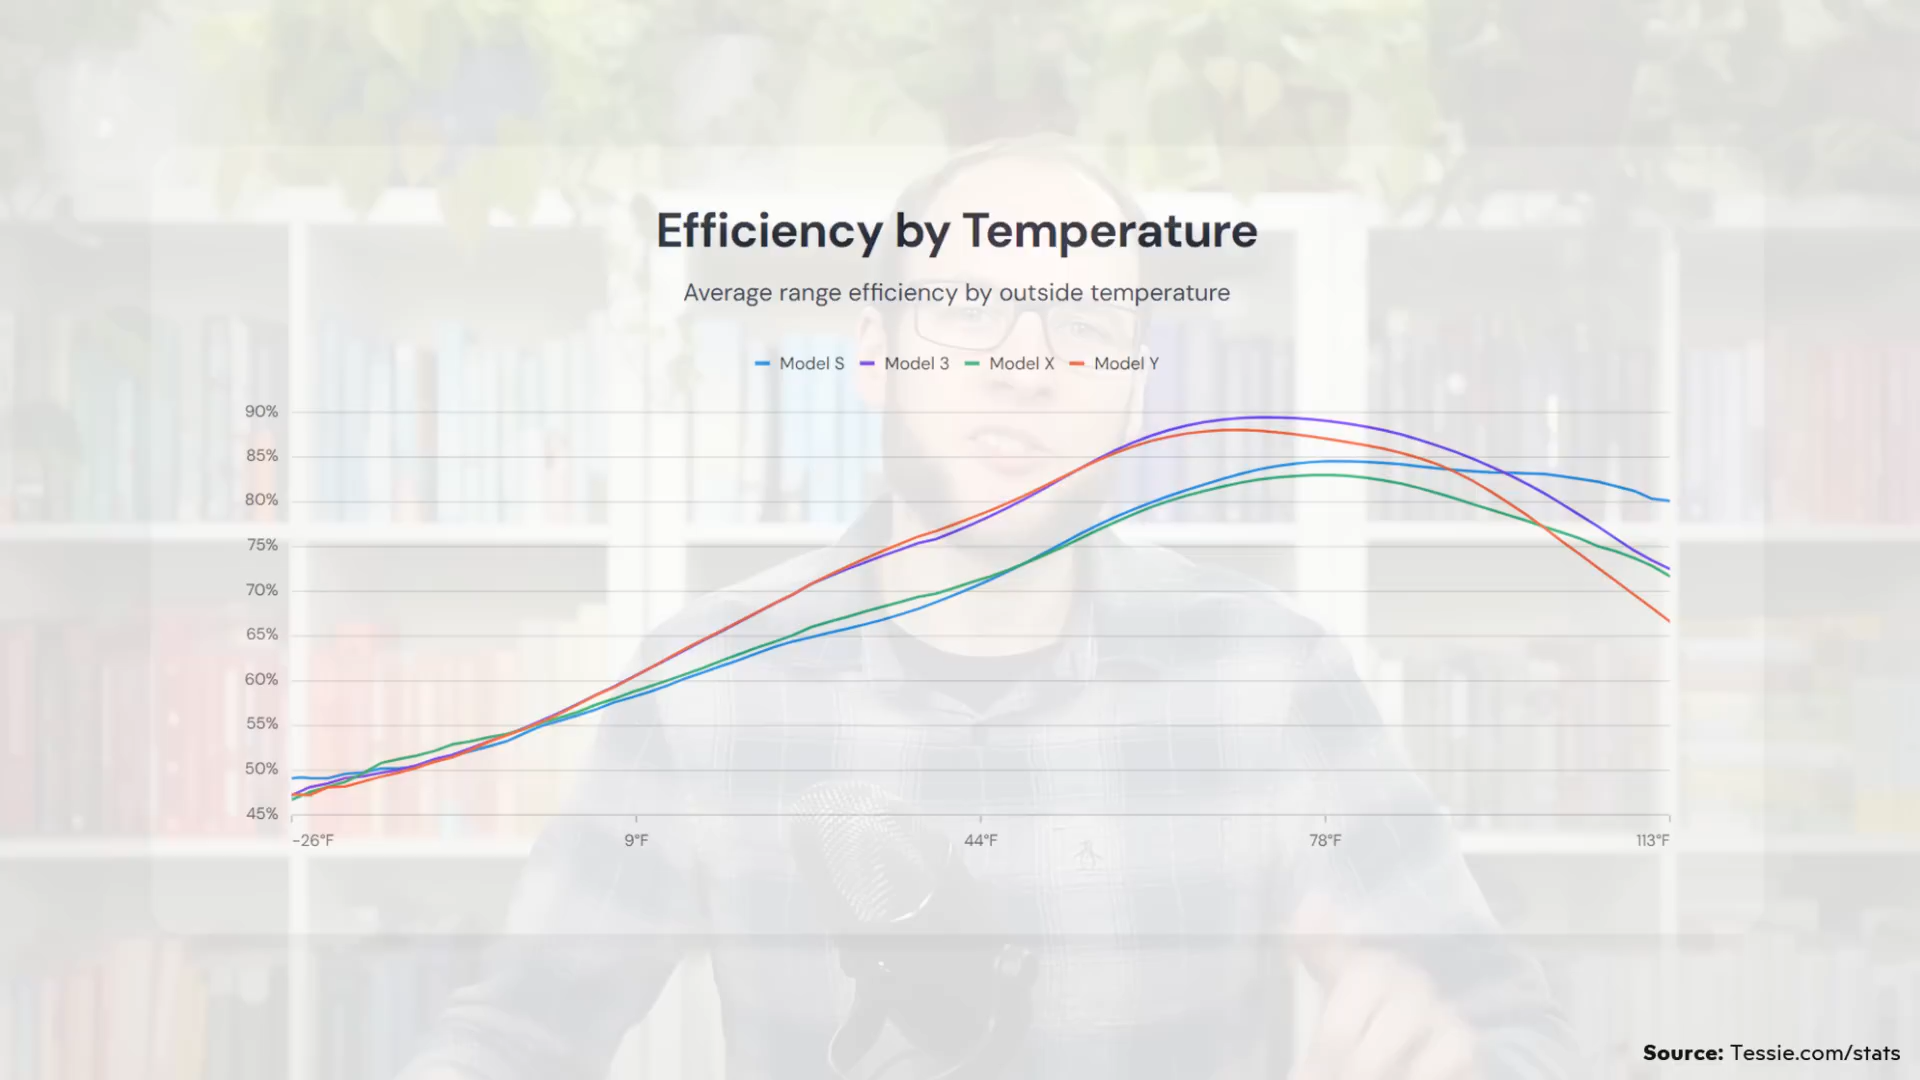 Efficiency by Temperature
Average range efficiency by outside temperature
Model S Model 3 Model X Model Y
90%
85%
80%
75%
70%
65%
60%
55%
50%
45%
-26°F 9°F 44°F 78°F 113°F
Source: Tessie.com/stats